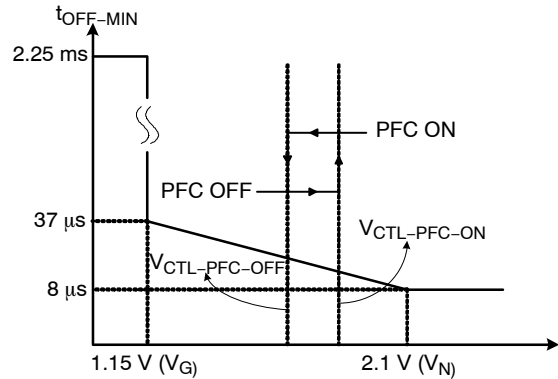 tOFF−MIN
2.25 ms
PFC ON
PFC OFF
37 μs
VCTL−PFC−ON
VCTL−PFC−OFF
8 μs
1.15 V (VG)
2.1 V (VN)